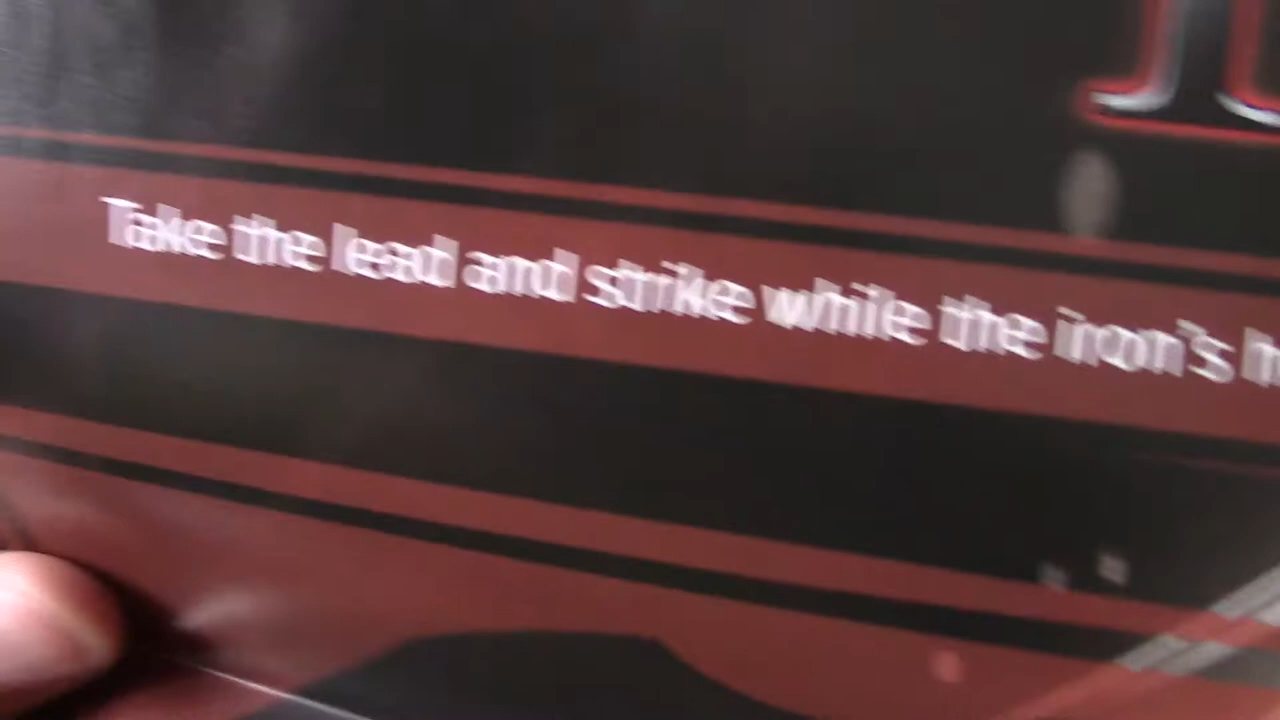 Take the lead and strike while the iron's